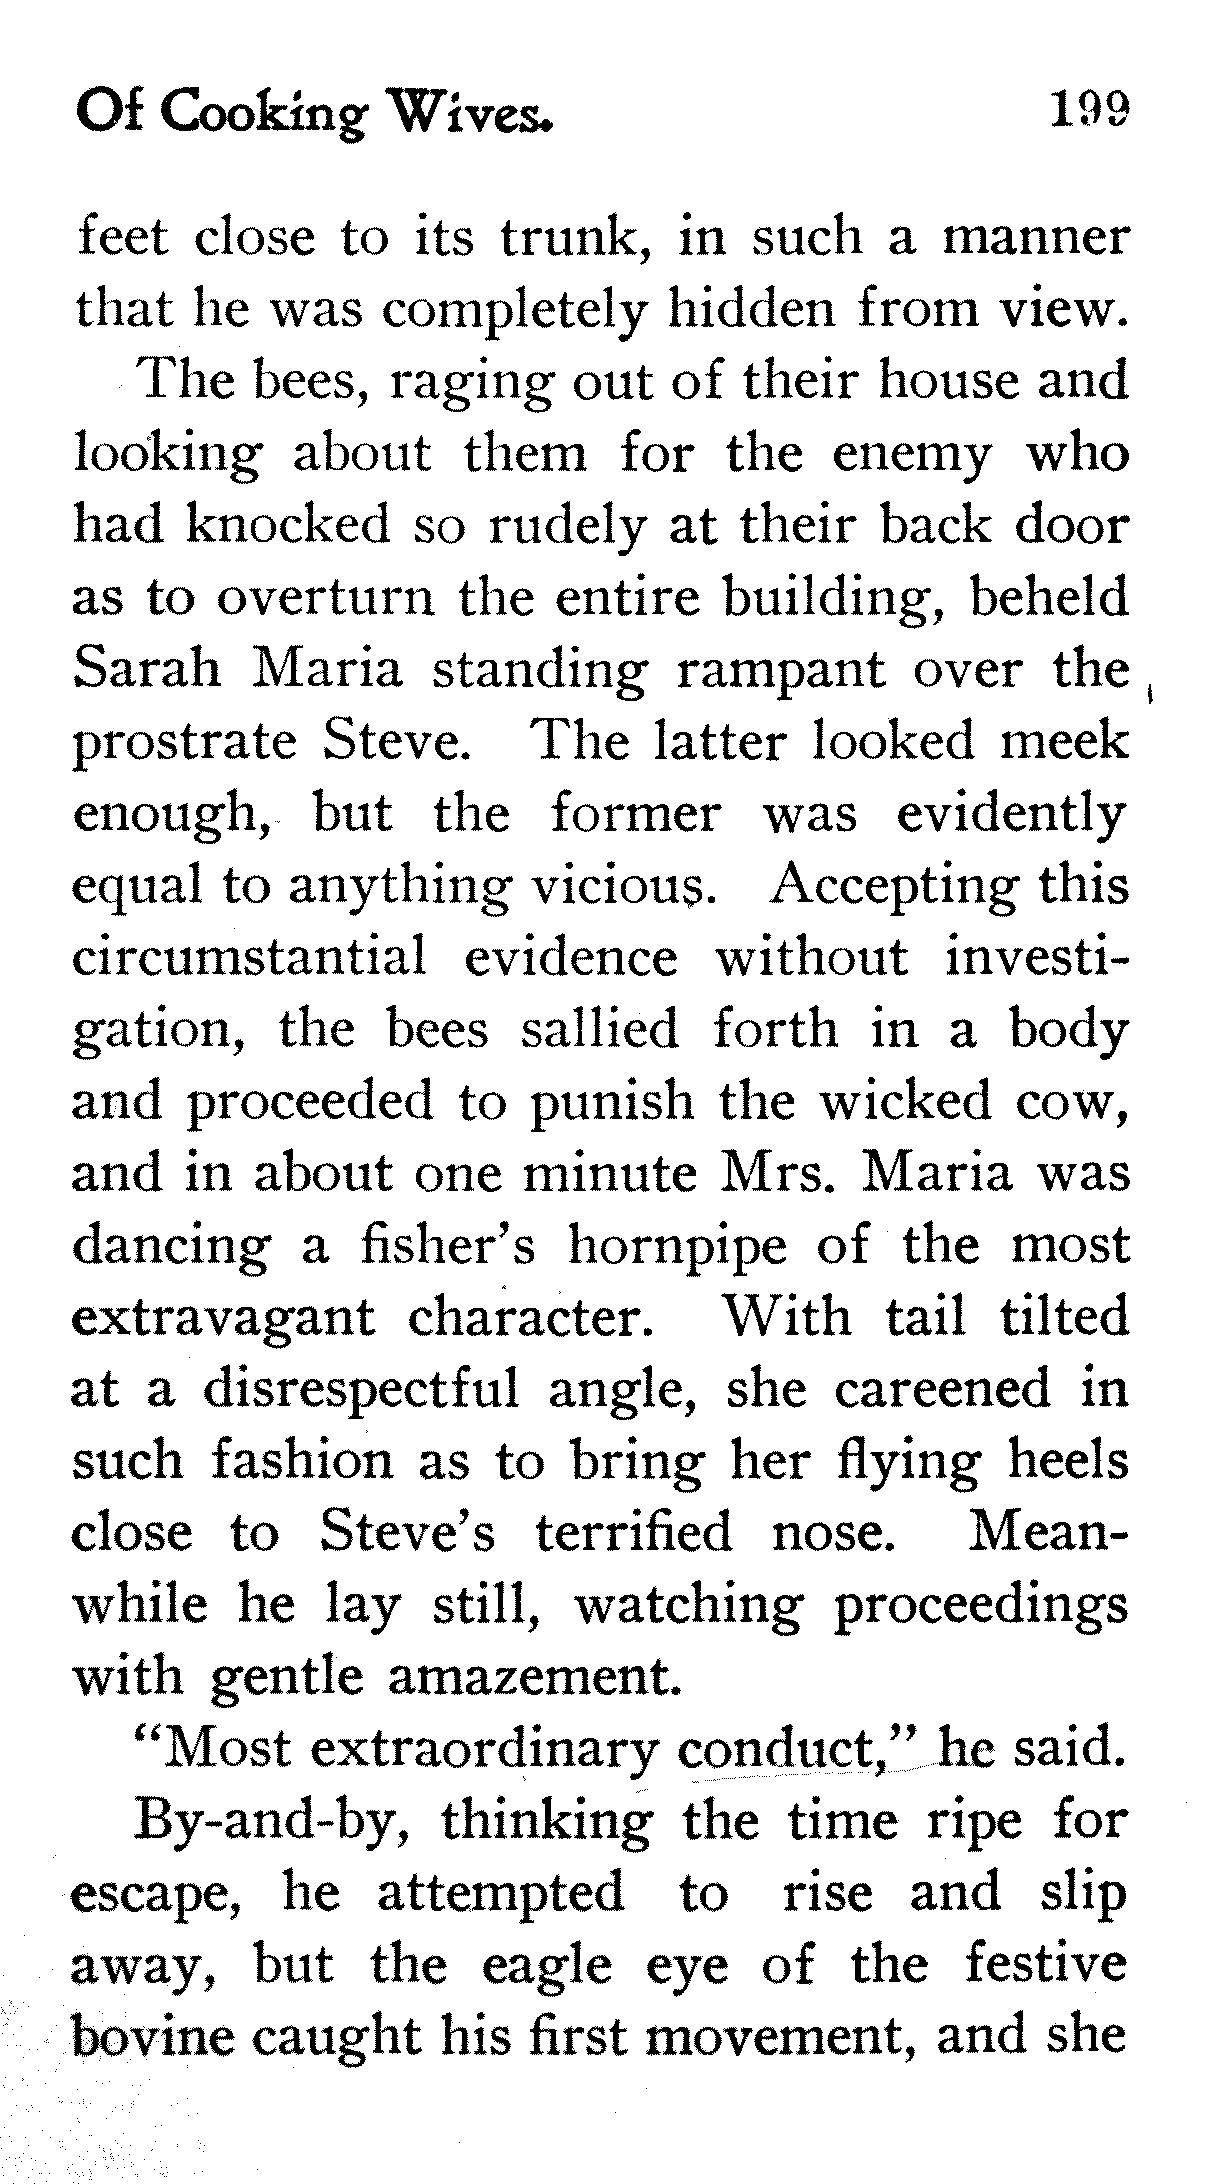 Of Cooking Wives. 199
feet close to its trunk, in such a manner
that he was completely hidden from view.
The bees, raging out of their house and
looking about them for the enemy who
had knocked so rudely at their back door
as to overturn the entire building, beheld
Sarah Maria standing rampant over the
prostrate Steve. The latter looked meek
enough, but the former was evidently
equal to anything vicious. Accepting this
circumstantial evidence without investi-
gation, the bees sallied forth in a body
and proceeded to punish the wicked cow,
and in about one minute Mrs. Maria was
dancing a fisher's hornpipe of the most
extravagant character. With tail tilted
at a disrespectful angle, she careened in
such fashion as to bring her flying heels
close to Steve's terrified nose. Mean-
while he lay still, watching proceedings
with gentle amazement.
"Most extraordinary conduct," he said.
By-and-by, thinking the time ripe for
escape, he attempted to rise and slip
away, but the eagle eye of the festive
bovine caught his first movement, and she